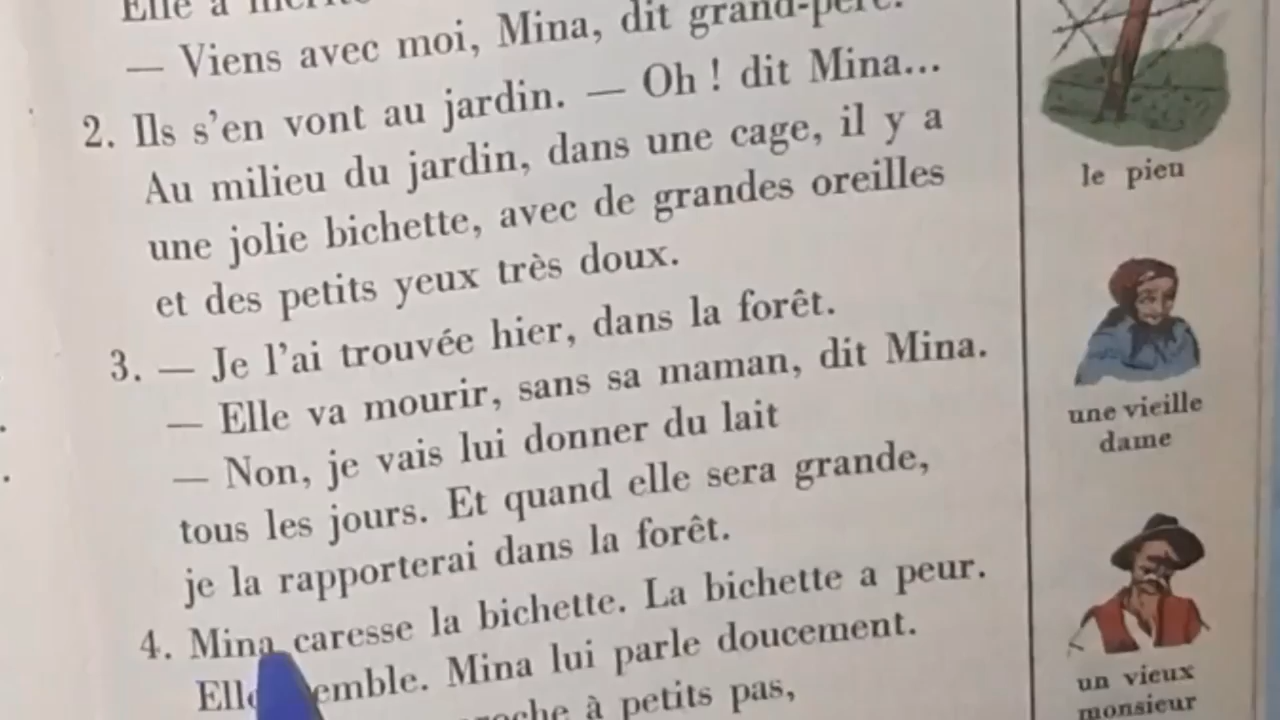 Elle a
— Viens avec moi, Mina, dit grand-père.
2. Ils s'en vont au jardin. — Oh ! dit Mina...
Au milieu du jardin, dans une cage, il y a
une jolie bichette, avec de grandes oreilles
et des petits yeux très doux.
3. — Je l'ai trouvée hier, dans la forêt.
— Elle va mourir, sans sa maman, dit Mina.
— Non, je vais lui donner du lait
tous les jours. Et quand elle sera grande,
je la rapporterai dans la forêt.
4. Mina caresse la bichette. La bichette a peur.
Mina lui parle doucement.
à petits pas,
le pieu
une vieille
dame
un vieux
monsieur